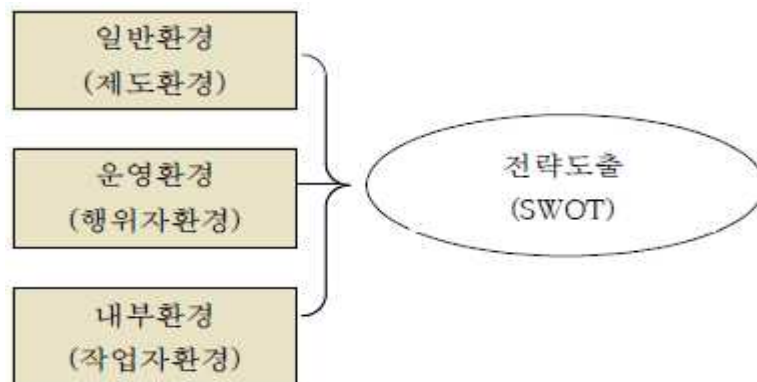 일반환경
(제도환경)
운영환경
(행위자환경)
내부환경
(작업자환경)
전략도출
(SWOT)